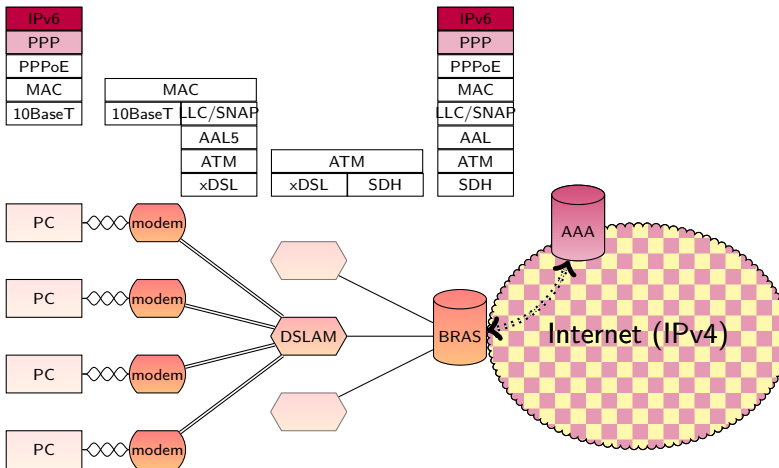 IPv6
PPP
PPPoE
MAC
10BaseT
MAC
10BaseT LLC/SNAP
AAL5
ATM
xDSL
ATM
xDSL SDH
IPv6
PPP
PPPoE
MAC
LLC/SNAP
AAL
ATM
SDH
PC modem
PC modem
PC modem
PC modem
DSLAM
BRAS
AAA
Internet (IPv4)